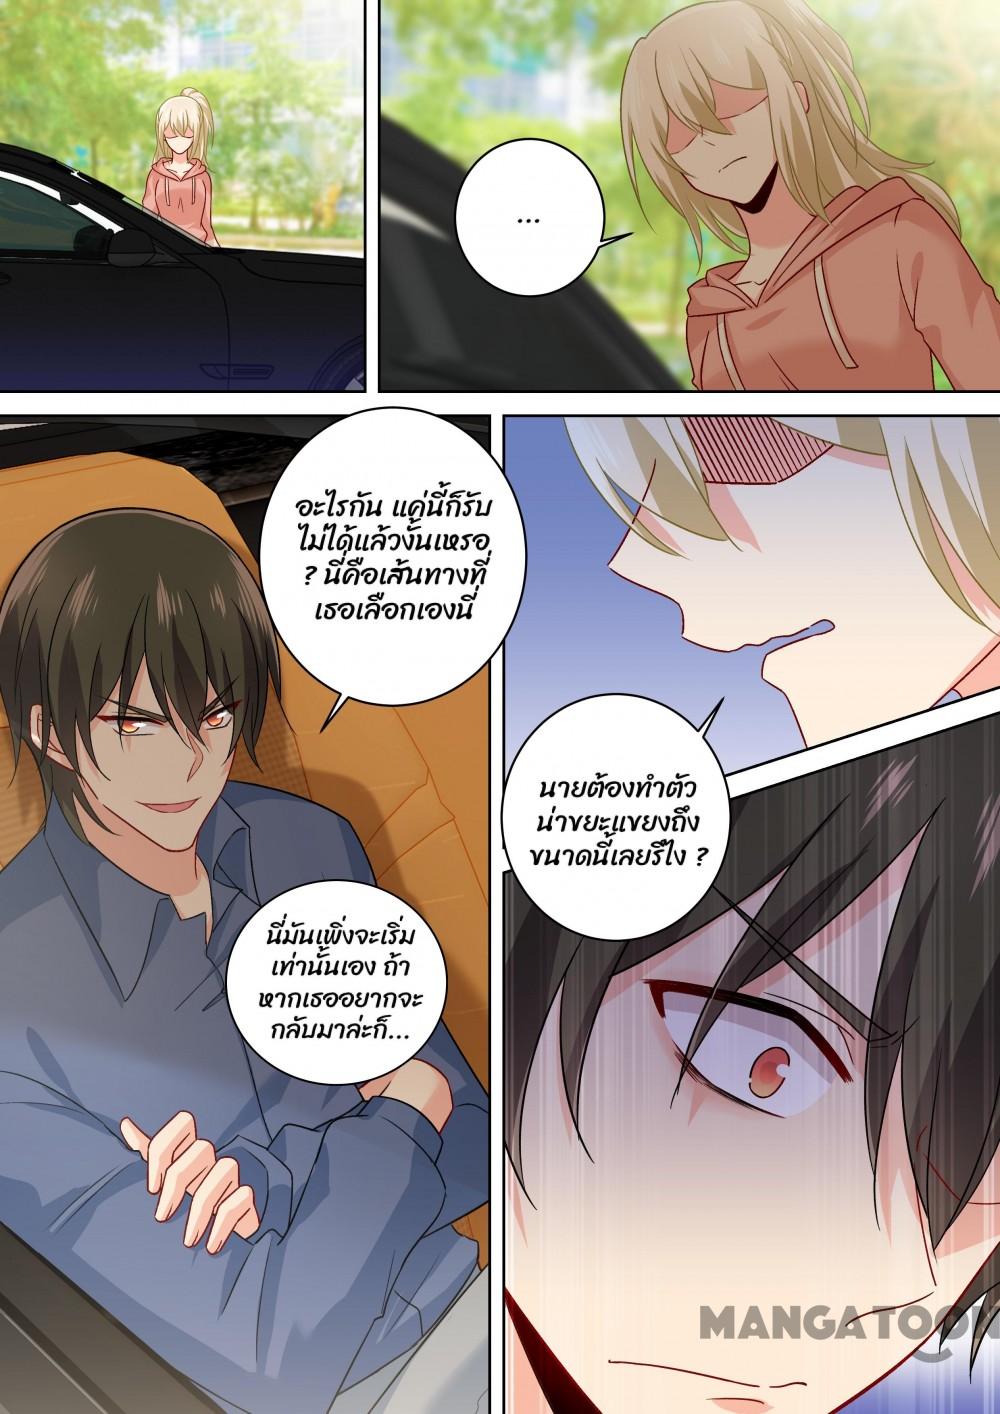 ...
อะไรกัน แค่นี้ก็รับ
ไม่ได้แล้วงั้นเหรอ
? นี่คือเส้นทางที่
เธอเลือกเองนี่
นี่มันเพิ่งจะเริ่ม
เท่านั้นเอง ถ้า
หากเธออยากจะ
กลับมาล่ะก็...
นายต้องทำตัว
น่าขยะแขยงถึง
ขนาดนี้เลยรึไง ?
MANGATOON